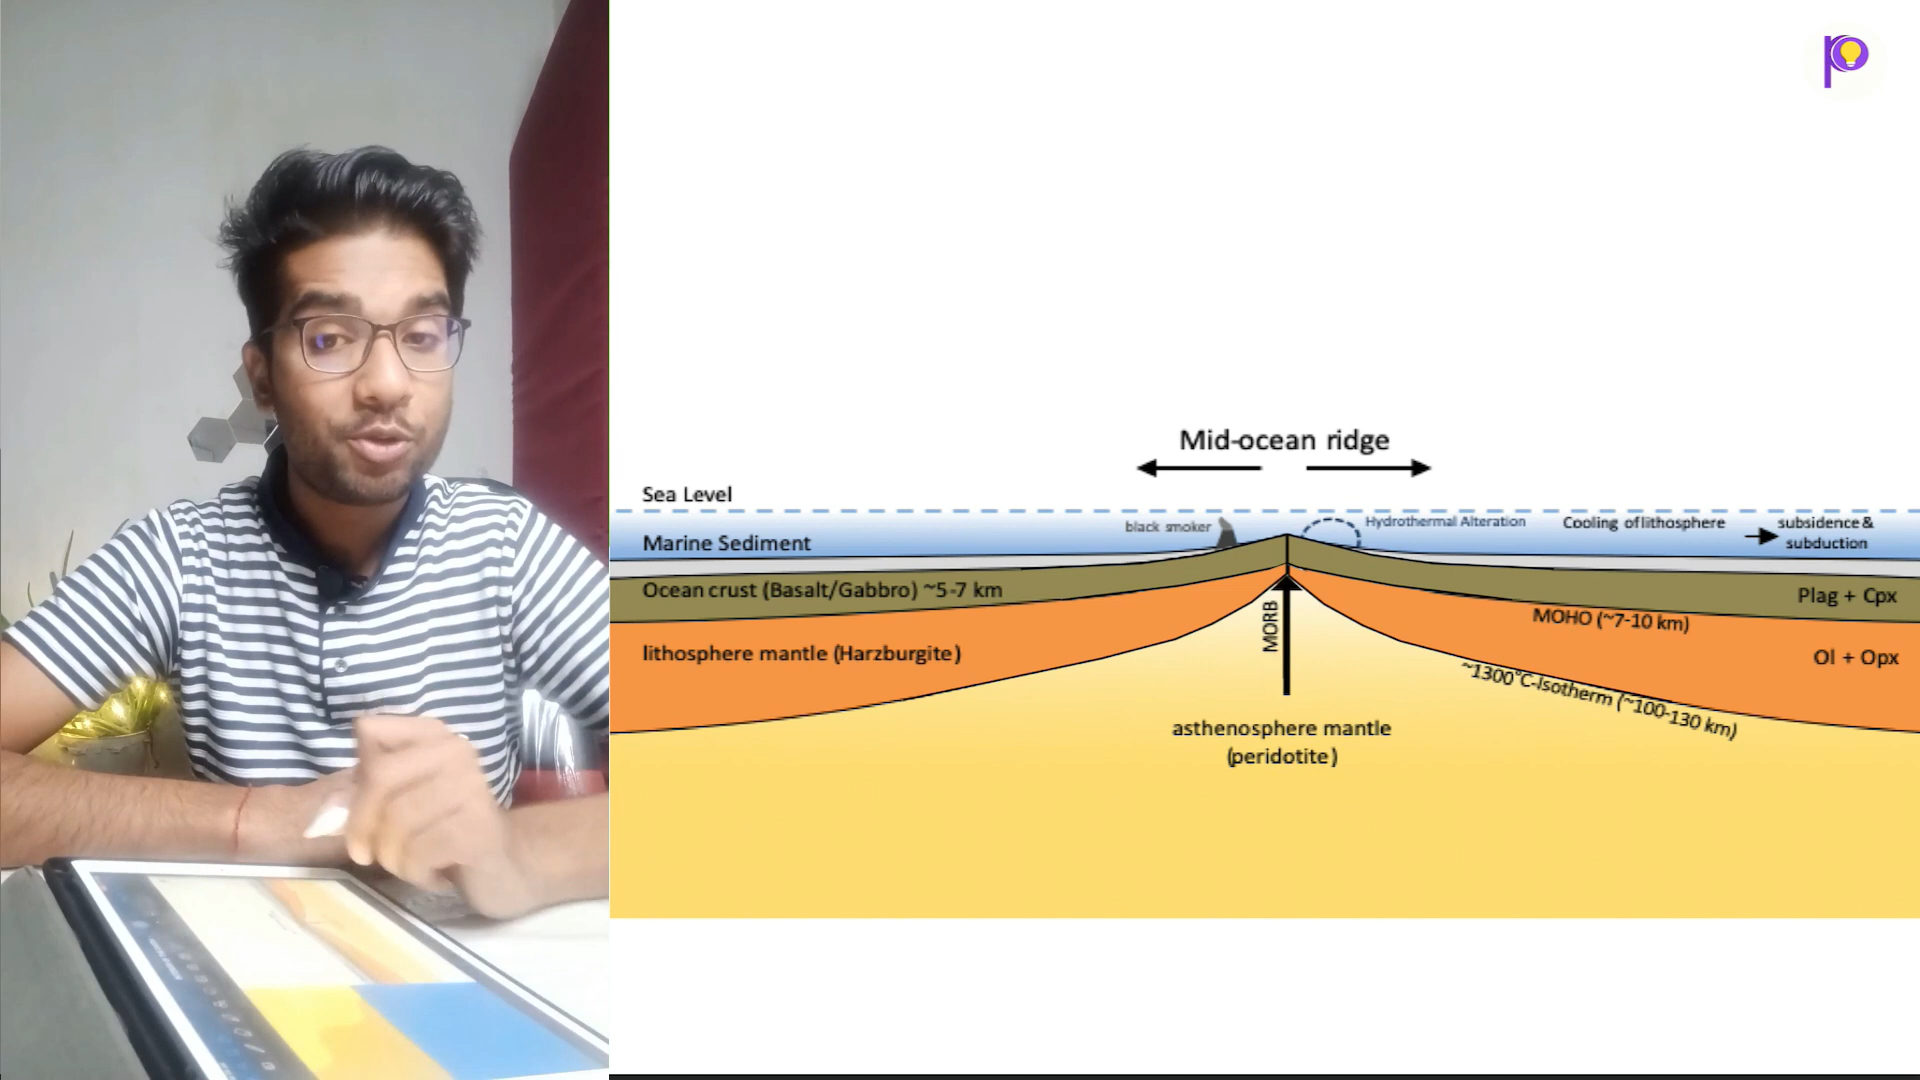 Mid-ocean ridge
Sea Level
black smoker
Hydrothermal Alteration
Cooling of lithosphere
subsidence &
subduction
Marine Sediment
Ocean crust (Basalt/Gabbro) ~5-7 km
Plag + Cpx
MOHO (~7-10 km)
MORB
lithosphere mantle (Harzburgite)
Ol + Opx
~1300°C-Isotherm (~100-130 km)
asthenosphere mantle
(peridotite)